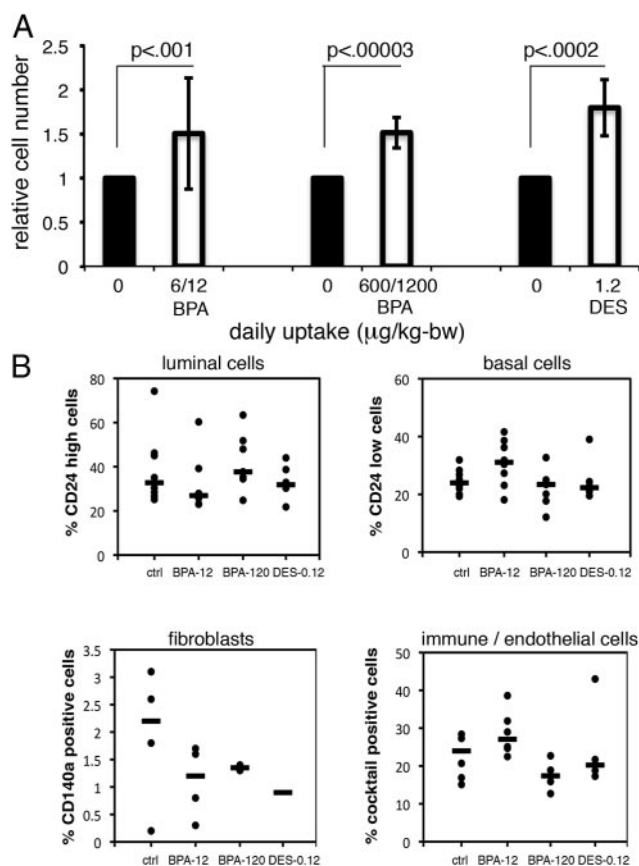 A
p<.001
p<.00003
p<.0002
2.5
2
1.5
1
0.5
0
relative cell number
0 6/12 0 600/1200 0 1.2
BPA BPA DES
daily uptake (µg/kg-bw)
B
luminal cells
80
60
40
20
0
% CD24 high cells
ctrl BPA-12 BPA-120 DES-0.12
basal cells
60
40
20
0
% CD24 low cells
ctrl BPA-12 BPA-120 DES-0.12
fibroblasts
3.5
3
2.5
2
1.5
1
0.5
0
% CD140a positive cells
ctrl BPA-12 BPA-120 DES-0.12
immune / endothelial cells
50
40
30
20
10
0
% cocktail positive cells
ctrl BPA-12 BPA-120 DES-0.12